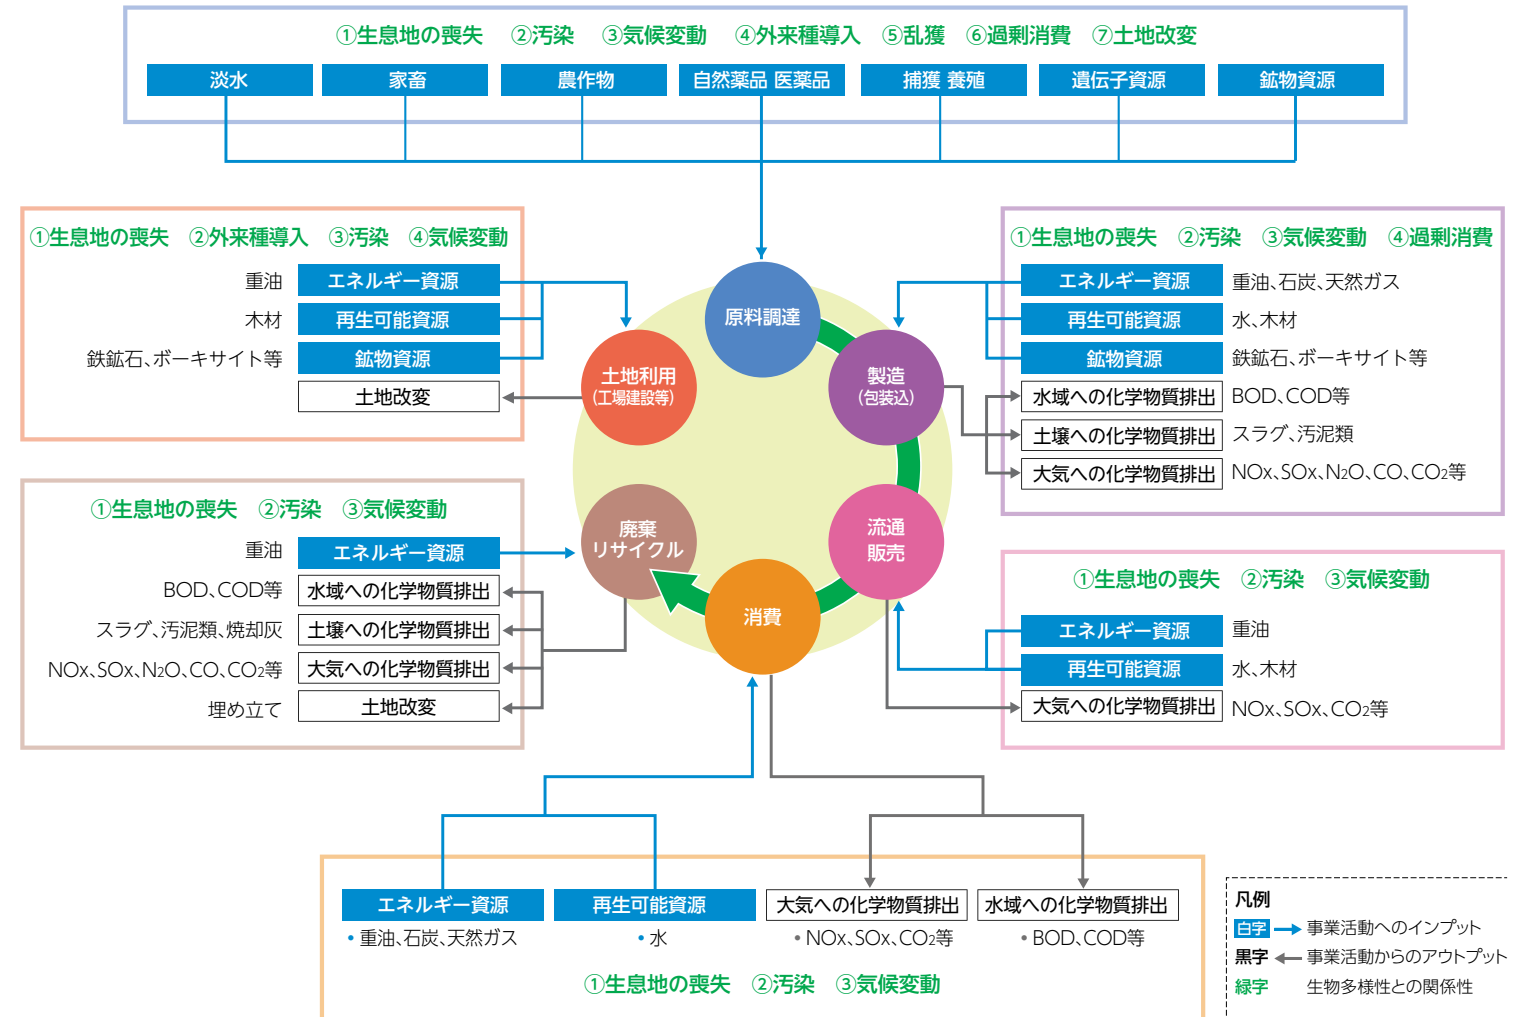 ①生息地の喪失 ②汚染 ③気候変動 ④外来種導入 ⑤乱獲 ⑥過剰消費 ⑦土地改変
淡水 家畜 農作物 自然薬品 医薬品 捕獲 養殖 遺伝子資源 鉱物資源
①生息地の喪失 ②外来種導入 ③汚染 ④気候変動
重油 エネルギー資源
木材 再生可能資源
鉄鉱石、ボーキサイト等 鉱物資源
土地改変
①生息地の喪失 ②汚染 ③気候変動 ④過剰消費
エネルギー資源 重油、石炭、天然ガス
再生可能資源 水、木材
鉱物資源 鉄鉱石、ボーキサイト等
水域への化学物質排出 BOD、COD等
土壌への化学物質排出 スラグ、汚泥類
大気への化学物質排出 NOx、SOx、N2O、CO、CO2等
原料調達
製造
(包装込)
流通
販売
消費
廃棄
リサイクル
土地利用
(工場建設等)
①生息地の喪失 ②汚染 ③気候変動
重油 エネルギー資源
BOD、COD等 水域への化学物質排出
スラグ、汚泥類、焼却灰 土壌への化学物質排出
NOx、SOx、N2O、CO、CO2等 大気への化学物質排出
埋め立て 土地改変
①生息地の喪失 ②汚染 ③気候変動
エネルギー資源 重油
再生可能資源 水、木材
大気への化学物質排出 NOx、SOx、CO2等
エネルギー資源 再生可能資源 大気への化学物質排出 水域への化学物質排出
•重油、石炭、天然ガス •水 •NOx、SOx、CO2等 •BOD、COD等
①生息地の喪失 ②汚染 ③気候変動
凡例
白字 事業活動へのインプット
黒字 事業活動からのアウトプット
緑字 生物多様性との関係性